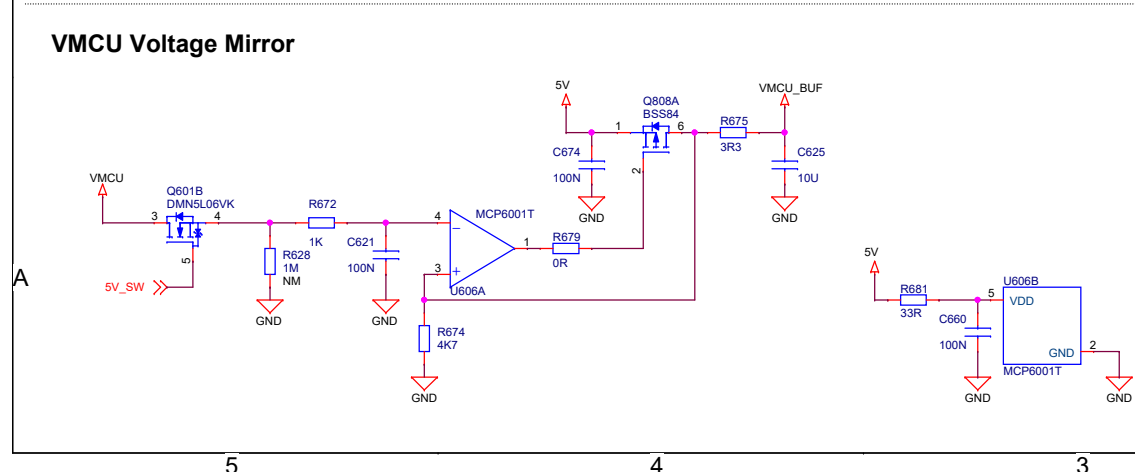 VMCU Voltage Mirror
5V
Q808A
BSS84
1
6
2
R675
3R3
VMCU_BUF
C674
100N
GND
C625
10U
GND
VMCU
Q601B
DMN5L06VK
3
4
5
5V_SW
R672
1K
R628
1M
NM
GND
C621
100N
GND
4
MCP6001T
3
1
U606A
R679
0R
R674
4K7
GND
5V
R681
33R
C660
100N
GND
U606B
5
VDD
GND
2
MCP6001T
GND
A
5
4
3